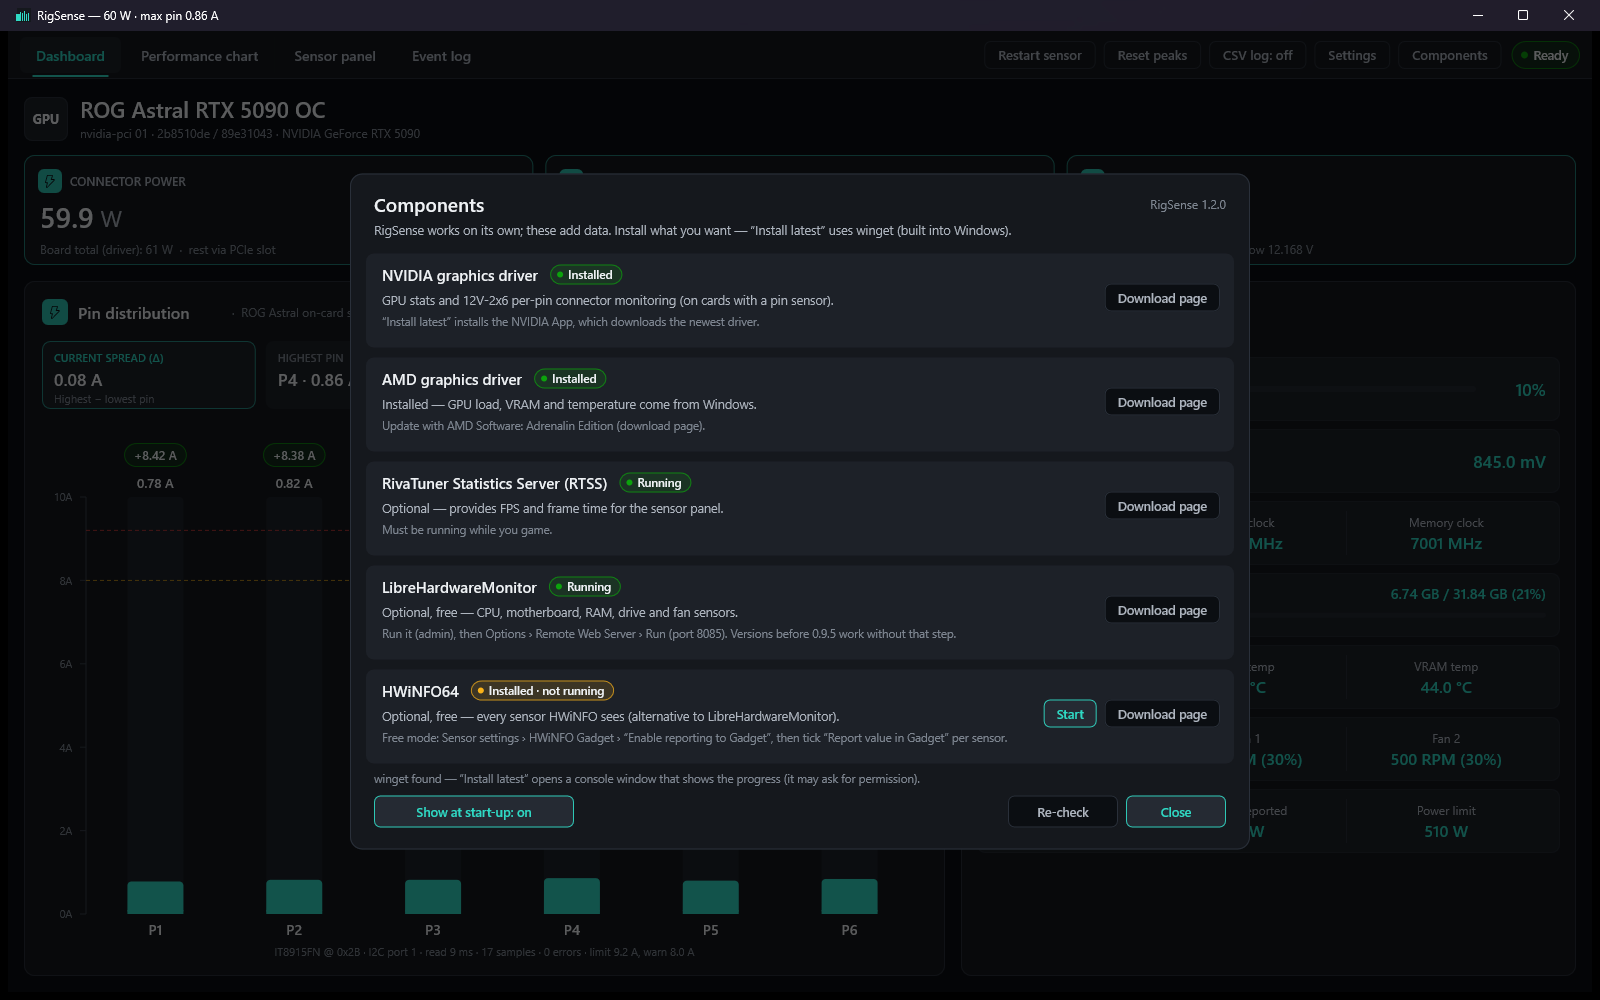 RigSense — 60 W · max pin 0.86 A
Dashboard
Performance chart
Sensor panel
Event log
Restart sensor
Reset peaks
CSV log: off
Settings
Components
Ready
GPU
ROG Astral RTX 5090 OC
nvidia-pci 01 · 2b8510de / 89e31043 · NVIDIA GeForce RTX 5090
CONNECTOR POWER
59.9 W
Board total (driver): 61 W · rest via PCIe slot
ow 12.168 V
Pin distribution
· ROG Astral on-card s
CURRENT SPREAD (Δ)
0.08 A
Highest – lowest pin
HIGHEST PIN
P4 · 0.86 A
+8.42 A
+8.38 A
0.78 A
0.82 A
10A
8A
6A
4A
2A
0A
P1
P2
P3
P4
P5
P6
IT8915FN @ 0x2B · I2C port 1 · read 9 ms · 17 samples · 0 errors · limit 9.2 A, warn 8.0 A
Components
RigSense 1.2.0
RigSense works on its own; these add data. Install what you want — “Install latest” uses winget (built into Windows).
NVIDIA graphics driver
Installed
GPU stats and 12V-2x6 per-pin connector monitoring (on cards with a pin sensor).
“Install latest” installs the NVIDIA App, which downloads the newest driver.
Download page
AMD graphics driver
Installed
Installed — GPU load, VRAM and temperature come from Windows.
Update with AMD Software: Adrenalin Edition (download page).
Download page
RivaTuner Statistics Server (RTSS)
Running
Optional — provides FPS and frame time for the sensor panel.
Must be running while you game.
Download page
LibreHardwareMonitor
Running
Optional, free — CPU, motherboard, RAM, drive and fan sensors.
Run it (admin), then Options › Remote Web Server › Run (port 8085). Versions before 0.9.5 work without that step.
Download page
HWiNFO64
Installed · not running
Optional, free — every sensor HWiNFO sees (alternative to LibreHardwareMonitor).
Free mode: Sensor settings › HWiNFO Gadget › “Enable reporting to Gadget”, then tick “Report value in Gadget” per sensor.
Start
Download page
winget found — “Install latest” opens a console window that shows the progress (it may ask for permission).
Show at start-up: on
Re-check
Close
10%
845.0 mV
clock
MHz
Memory clock
7001 MHz
6.74 GB / 31.84 GB (21%)
temp
°C
VRAM temp
44.0 °C
1
M (30%)
Fan 2
500 RPM (30%)
ported
W
Power limit
510 W